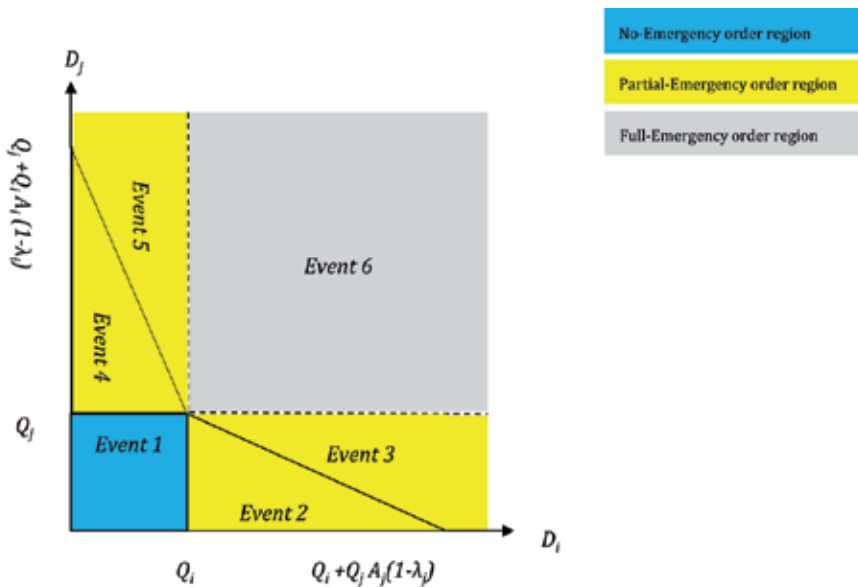 No-Emergency order region
Partial-Emergency order region
Full-Emergency order region
D_j
Q_j +Q_i A_i (1-λ_i)
Event 5
Event 6
Event 4
Q_j
Event 1
Event 3
Event 2
D_i
Q_i
Q_i +Q_j A_j(1-λ_j)